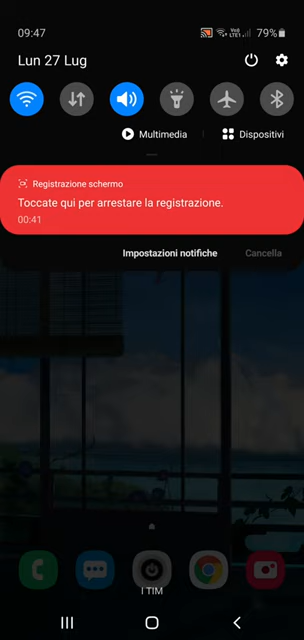 09:47
79%
Lun 27 Lug
Multimedia
Dispositivi
Registrazione schermo
Toccate qui per arrestare la registrazione.
00:41
Impostazioni notifiche
Cancella
I TIM